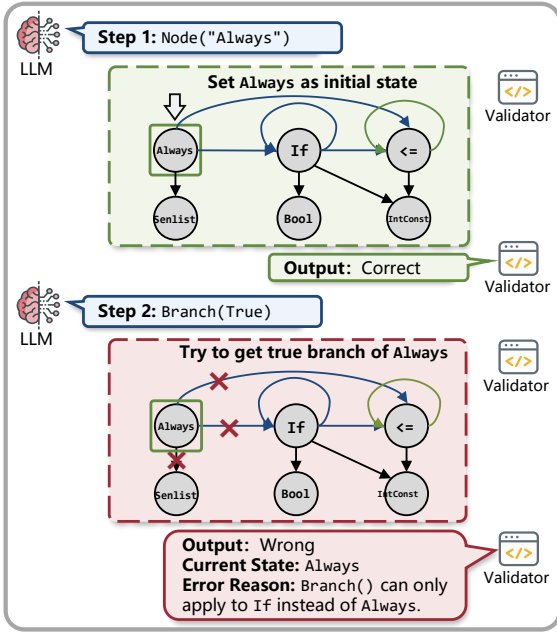 Step 1: Node("Always")
LLM
Set Always as initial state
</>
Validator
Always
If
<=
Senlist
Bool
IntConst
Output: Correct
</>
Validator
Step 2: Branch(True)
LLM
Try to get true branch of Always
</>
Validator
Always
If
<=
Senlist
Bool
IntConst
Output: Wrong
Current State: Always
Error Reason: Branch() can only
apply to If instead of Always.
</>
Validator